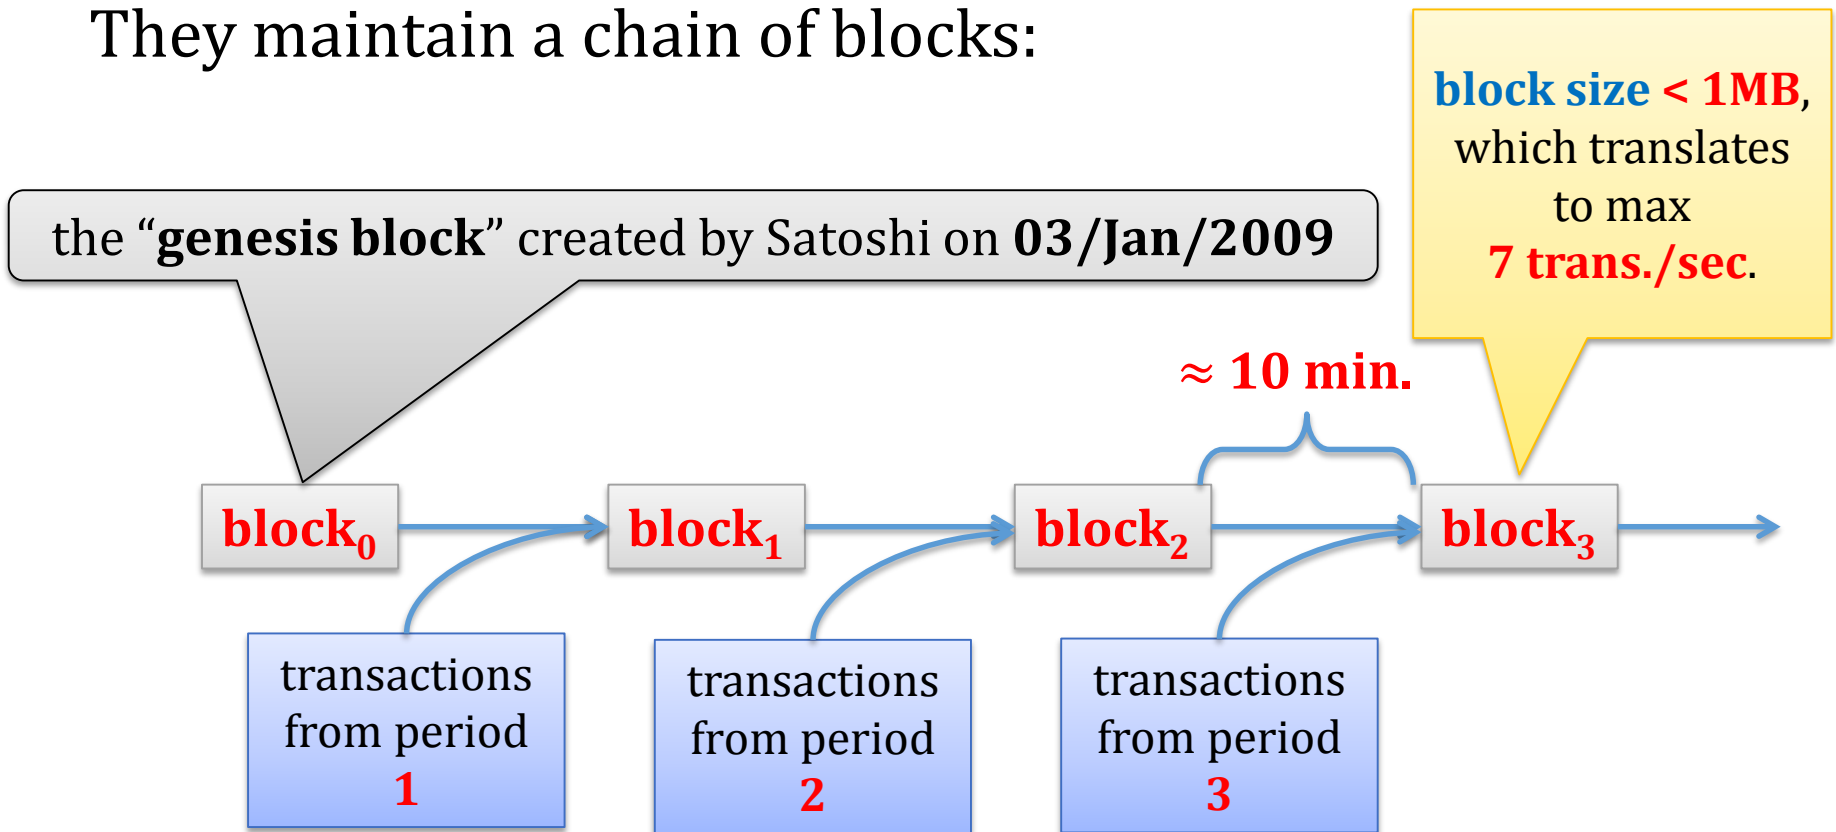 They maintain a chain of blocks:
block size < 1MB,
which translates
to max
7 trans./sec.
the “genesis block” created by Satoshi on 03/Jan/2009
≈ 10 min.
block₀
block₁
block₂
block₃
transactions
from period
1
transactions
from period
2
transactions
from period
3